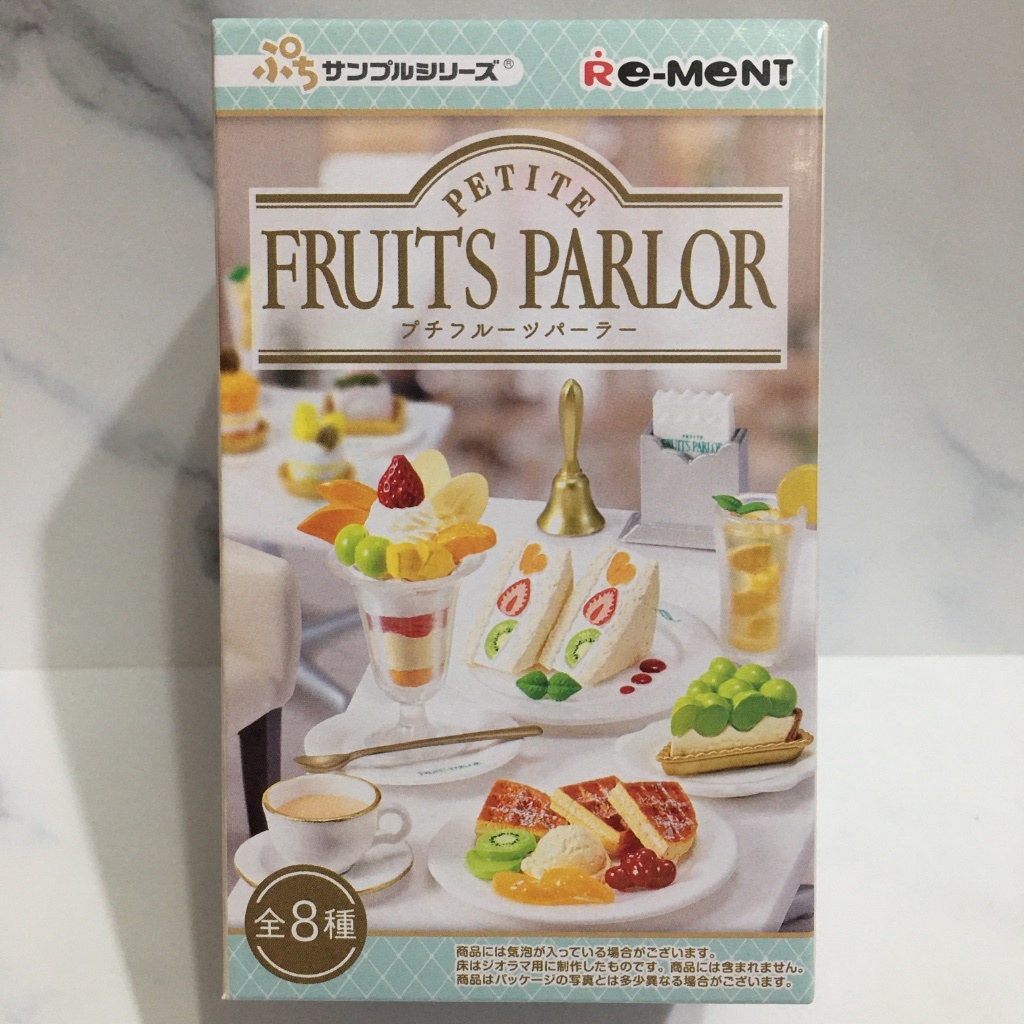 ぷちサンプルシリーズ®
Re-MeNT
PETITE
FRUITS PARLOR
プチフルーツパーラー
PETITE
FRUITS PARLOR
FRUITS PARLOR
全8種
商品には気泡が入っている場合がございます。
床はジオラマ用に制作したものです。商品には含まれません。
商品はパッケージの写真とは多少異なる場合がございます。